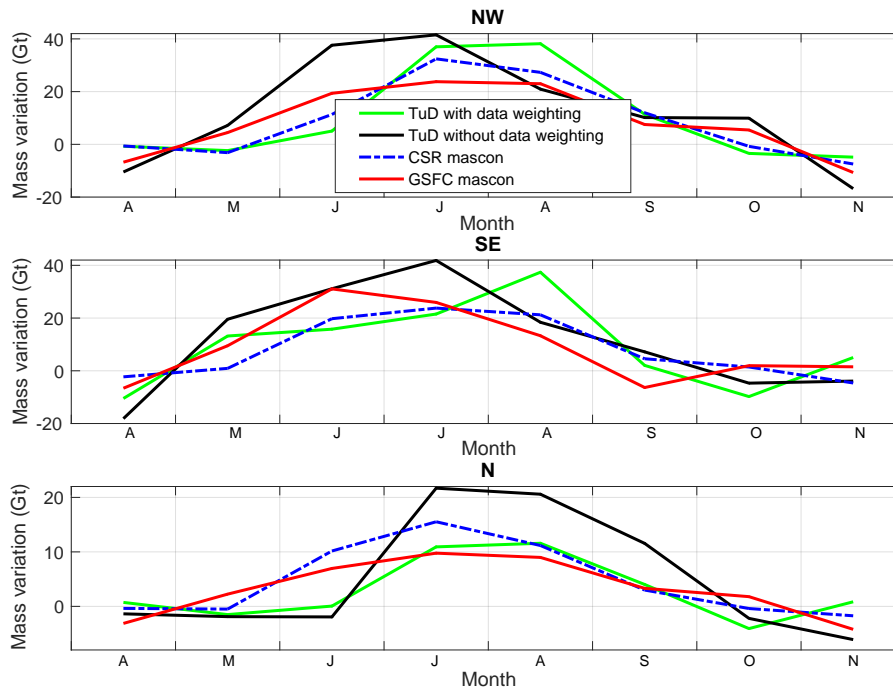 NW
Mass variation (Gt)
40
20
0
-20
TuD with data weighting
TuD without data weighting
CSR mascon
GSFC mascon
A M J J A S O N
Month
SE
Mass variation (Gt)
40
20
0
-20
A M J J A S O N
Month
N
Mass variation (Gt)
20
10
0
A M J J A S O N
Month